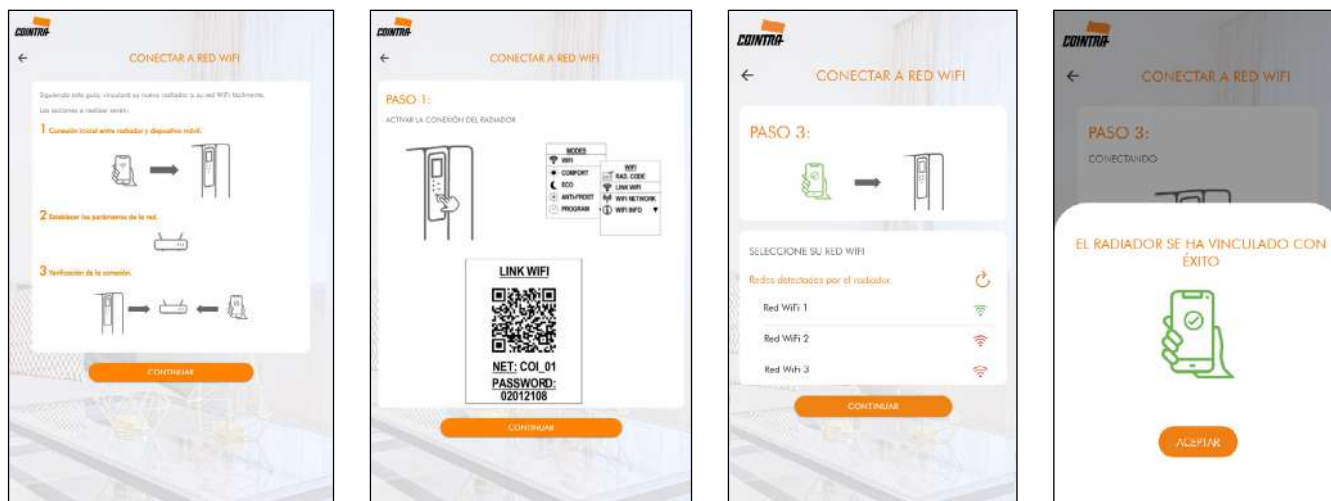 COINTRA
CONECTAR A RED WIFI
Siguiendo esta guía, vinculará su nuevo radiador a su red WiFi fácilmente.
Las acciones a realizar serán:
1 Conexión inicial entre radiador y dispositivo móvil.
2 Establecer los parámetros de la red.
3 Verificación de la conexión.
CONTINUAR
COINTRA
CONECTAR A RED WIFI
PASO 1:
ACTIVAR LA CONEXIÓN DEL RADIADOR
MODES
WIFI
COMFORT
ECO
ANTI-FROST
PROGRAM
WIFI
RAD. CODE
LINK WIFI
WIFI NETWORK
WIFI INFO
LINK WIFI
NET: COI_01
PASSWORD:
02012108
CONTINUAR
COINTRA
CONECTAR A RED WIFI
PASO 3:
SELECCIONE SU RED WIFI
Redes detectadas por el radiador
Red WiFi 1
Red WiFi 2
Red WiFi 3
CONTINUAR
COINTRA
CONECTAR A RED WIFI
PASO 3:
CONECTANDO
EL RADIADOR SE HA VINCULADO CON
ÉXITO
ACEPTAR